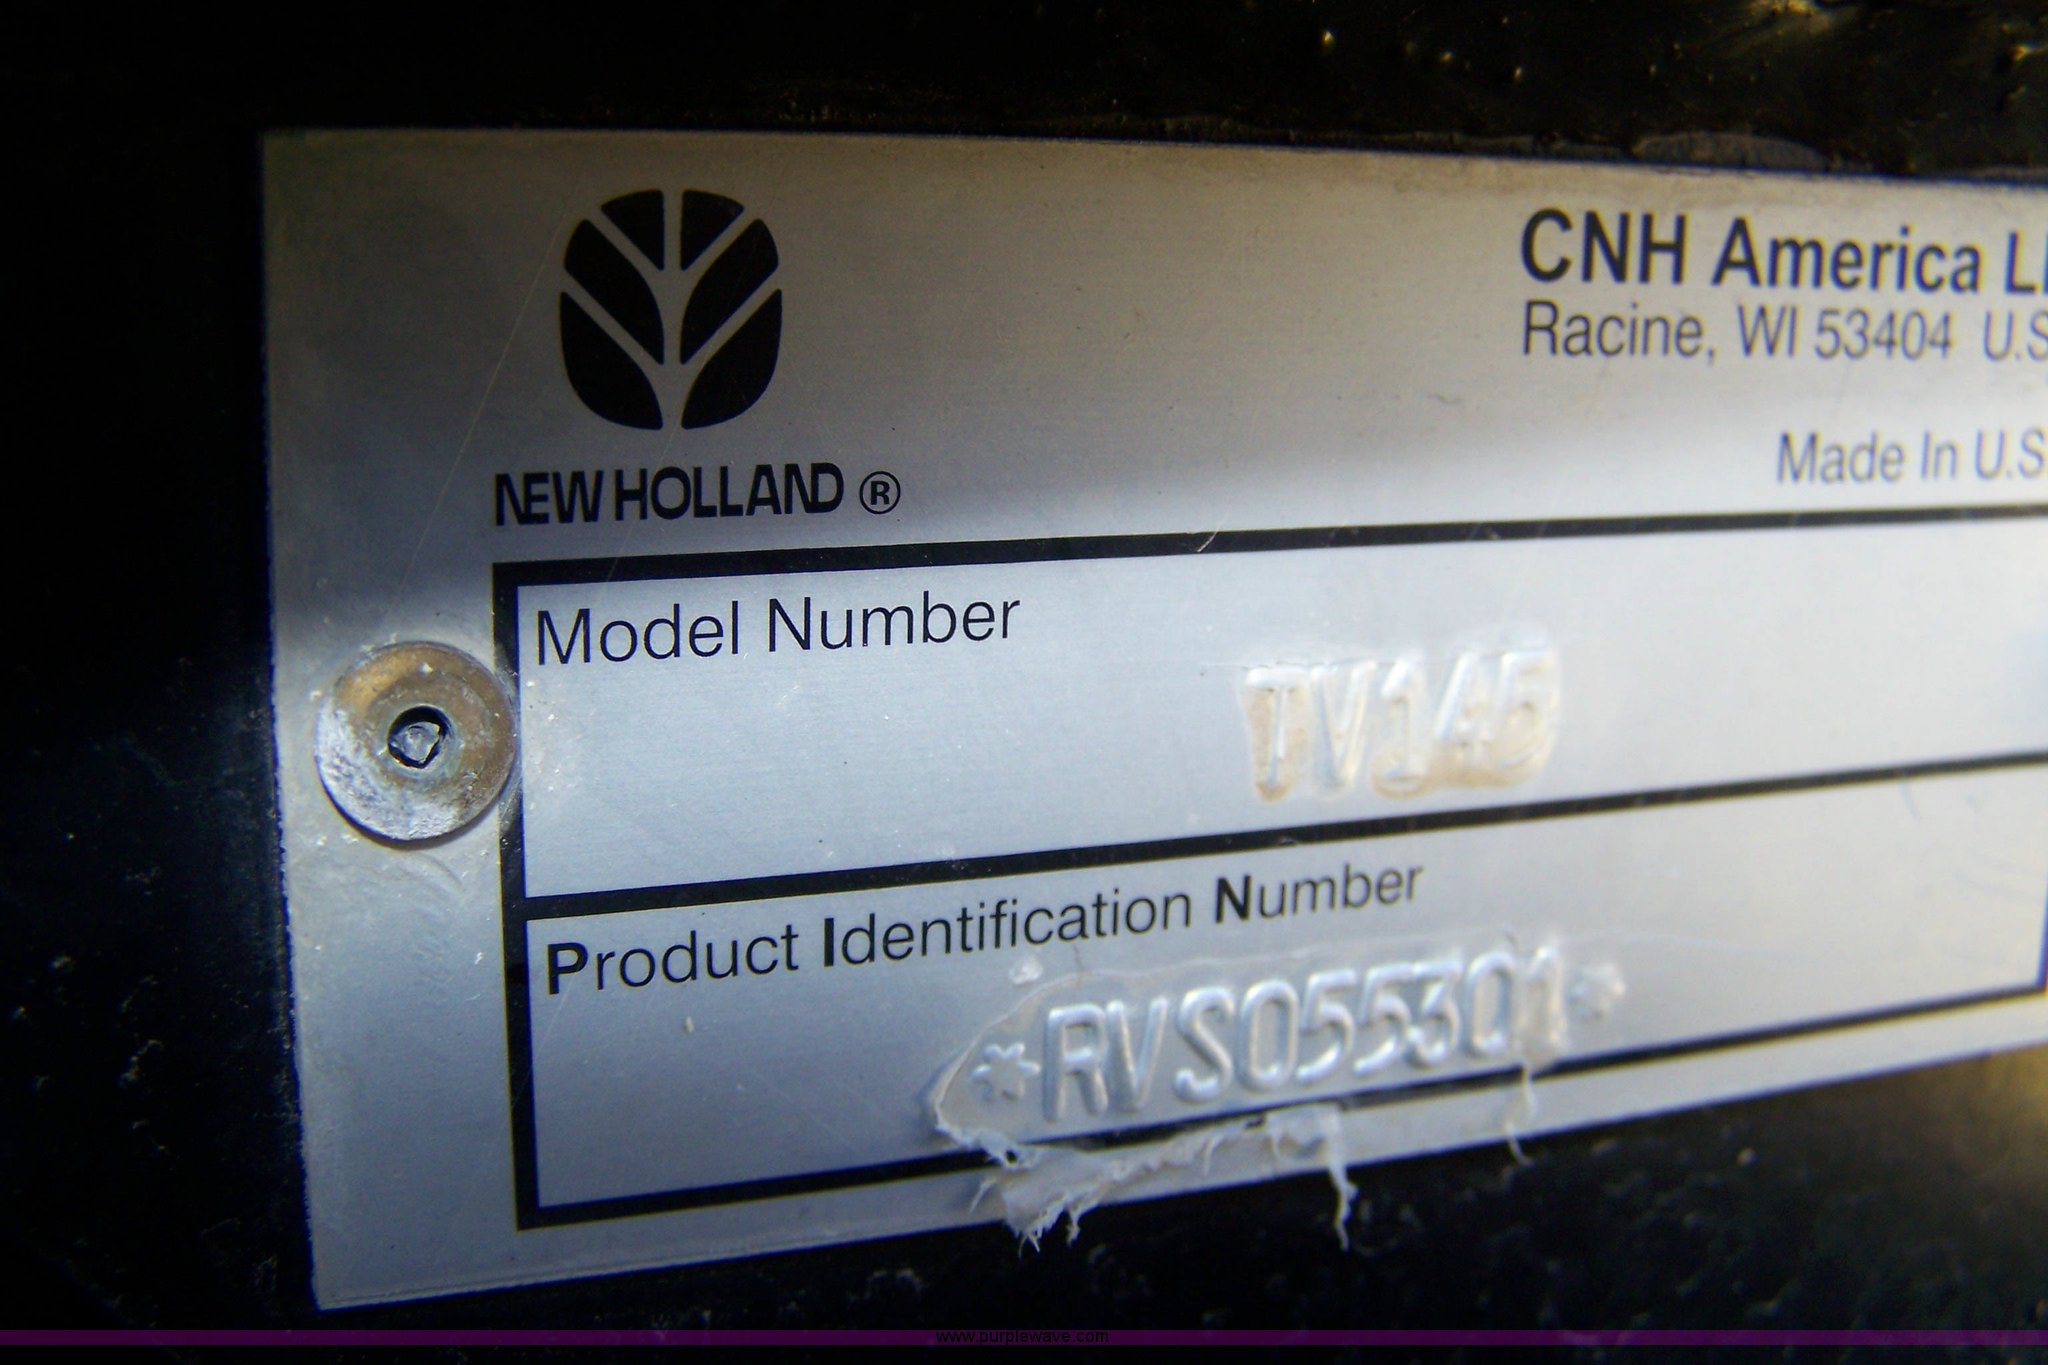 CNH America LL
Racine, WI 53404 U.S
Made In U.S.
NEW HOLLAND ®
Model Number
TV145
Product Identification Number
*RVS055301*
www.purplewave.com